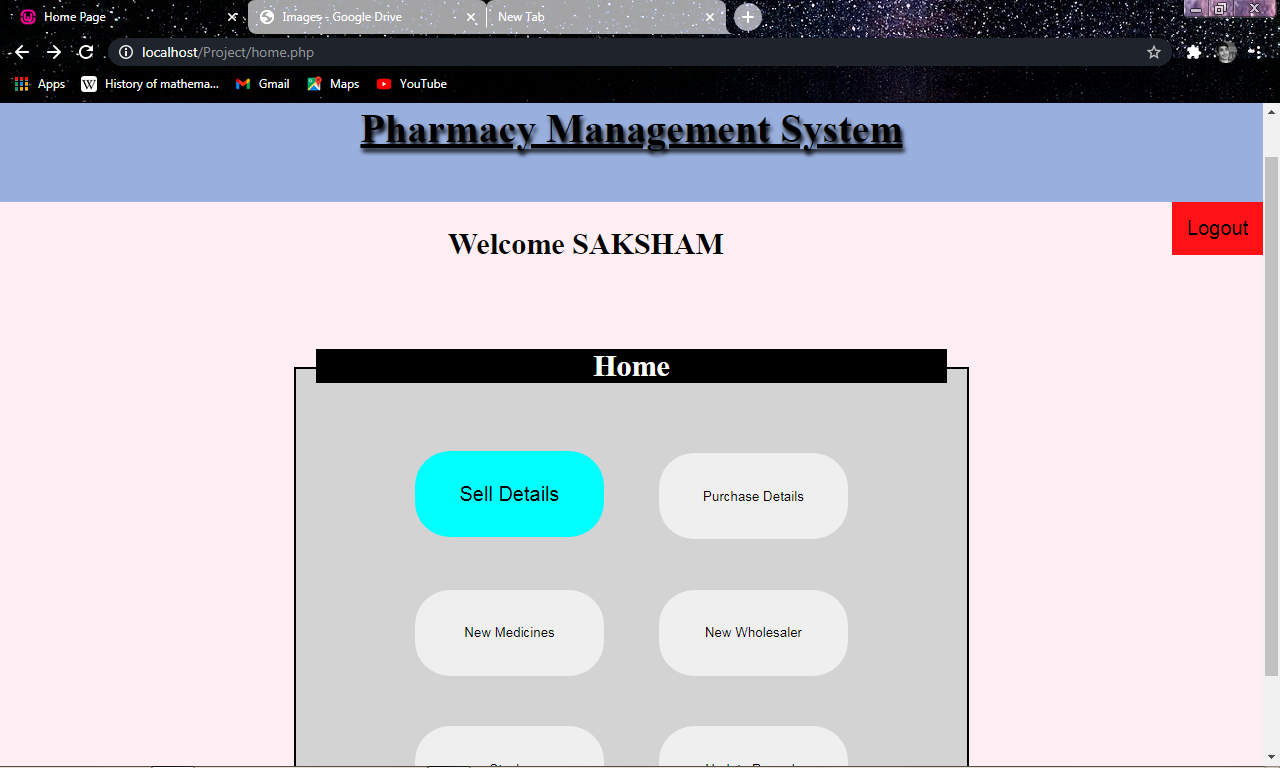 Home Page
Images - Google Drive
New Tab
localhost/Project/home.php
Apps
History of mathema...
Gmail
Maps
YouTube
Pharmacy Management System
Logout
Welcome SAKSHAM
Home
Sell Details
Purchase Details
New Medicines
New Wholesaler